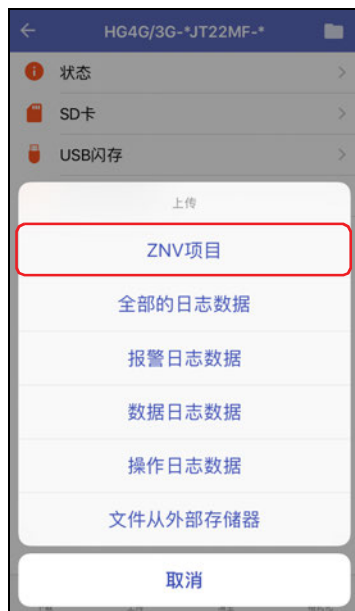 HG4G/3G-*JT22MF-*
状态
SD卡
USB闪存
上传
ZNV项目
全部的日志数据
报警日志数据
数据日志数据
操作日志数据
文件从外部存储器
取消